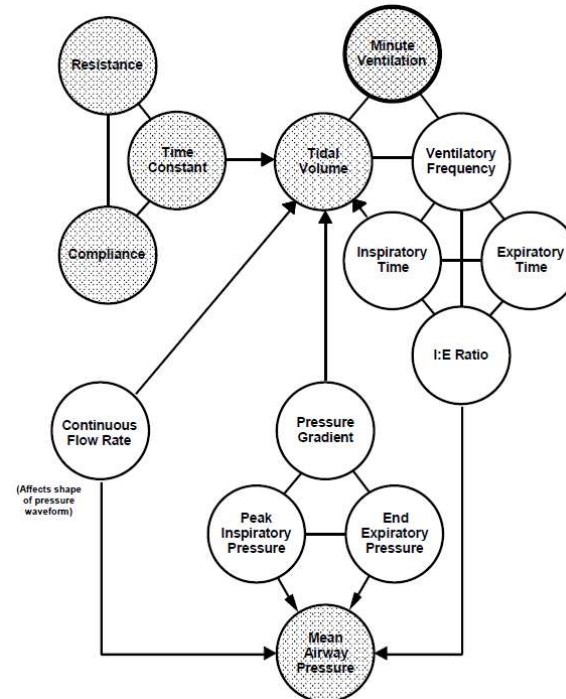 Minute
Ventilation
Resistance
Time
Constant
Tidal
Volume
Ventilatory
Frequency
Compliance
Inspiratory
Time
Expiratory
Time
I:E Ratio
Continuous
Flow Rate
(Affects shape
of pressure
waveform)
Pressure
Gradient
Peak
Inspiratory
Pressure
End
Expiratory
Pressure
Mean
Airway
Pressure